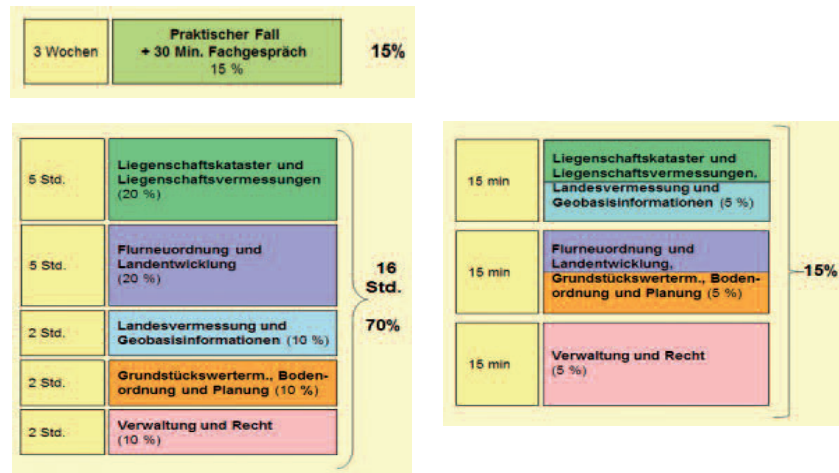 3 Wochen
Praktischer Fall
+ 30 Min. Fachgespräch
15 %
15%
5 Std.
Liegenschaftskataster und
Liegenschaftsvermessungen
(20 %)
5 Std.
Flurneuordnung und
Landentwicklung
(20 %)
2 Std.
Landesvermessung und
Geobasisinformationen (10 %)
2 Std.
Grundstückswerterm., Boden-
ordnung und Planung (10 %)
2 Std.
Verwaltung und Recht
(10 %)
16
Std.
70%
15 min
Liegenschaftskataster und
Liegenschaftsvermessungen,
Landesvermessung und
Geobasisinformationen (5 %)
15 min
Flurneuordnung und
Landentwicklung,
Grundstückswerterm., Boden-
ordnung und Planung (5 %)
15 min
Verwaltung und Recht
(5 %)
15%